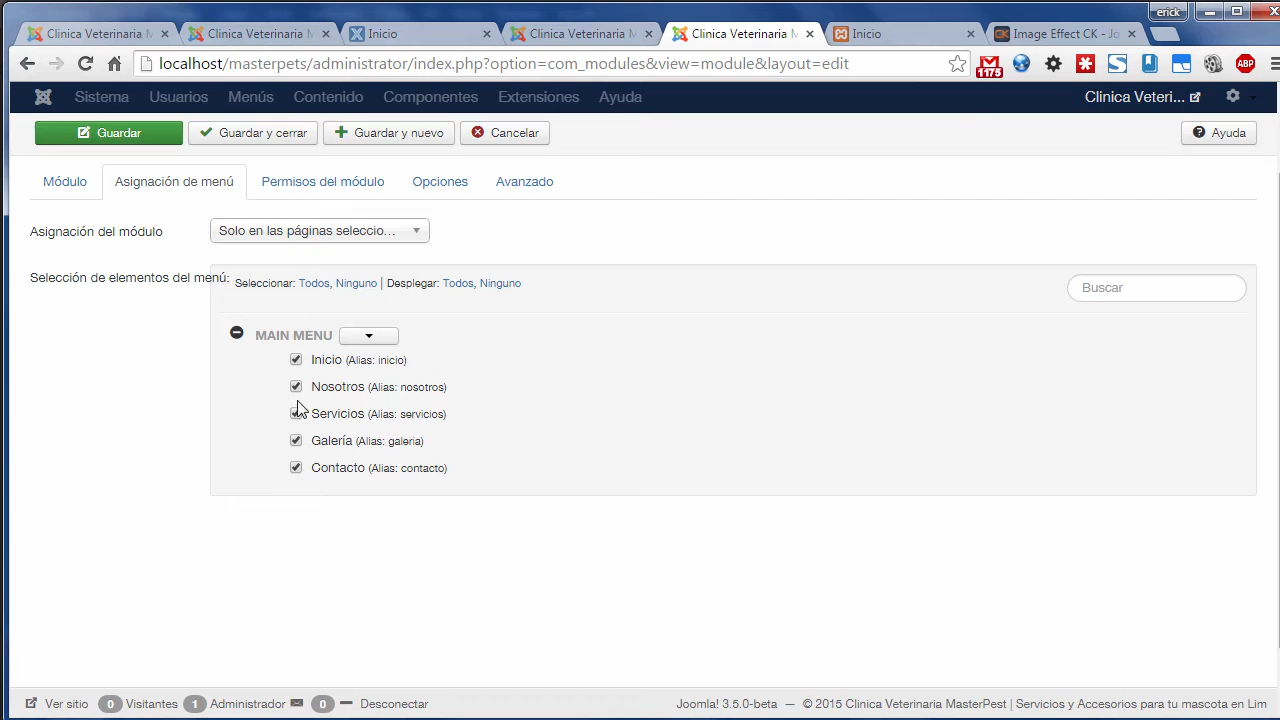 erick
Clinica Veterinaria M
Clinica Veterinaria M
Inicio
Clinica Veterinaria M
Clinica Veterinaria M
Inicio
Image Effect CK - Jo
localhost/masterpets/administrator/index.php?option=com_modules&view=module&layout=edit
1175
ABP
Sistema Usuarios Menús Contenido Componentes Extensiones Ayuda
Clinica Veteri...
Guardar
Guardar y cerrar
Guardar y nuevo
Cancelar
Ayuda
Módulo
Asignación de menú
Permisos del módulo
Opciones
Avanzado
Asignación del módulo
Solo en las páginas seleccio...
Selección de elementos del menú:
Seleccionar: Todos, Ninguno | Desplegar: Todos, Ninguno
Buscar
MAIN MENU
Inicio (Alias: inicio)
Nosotros (Alias: nosotros)
Servicios (Alias: servicios)
Galería (Alias: galeria)
Contacto (Alias: contacto)
Ver sitio 0 Visitantes 1 Administrador 0 Desconectar
Joomla! 3.5.0-beta — © 2015 Clinica Veterinaria MasterPest | Servicios y Accesorios para tu mascota en Lim